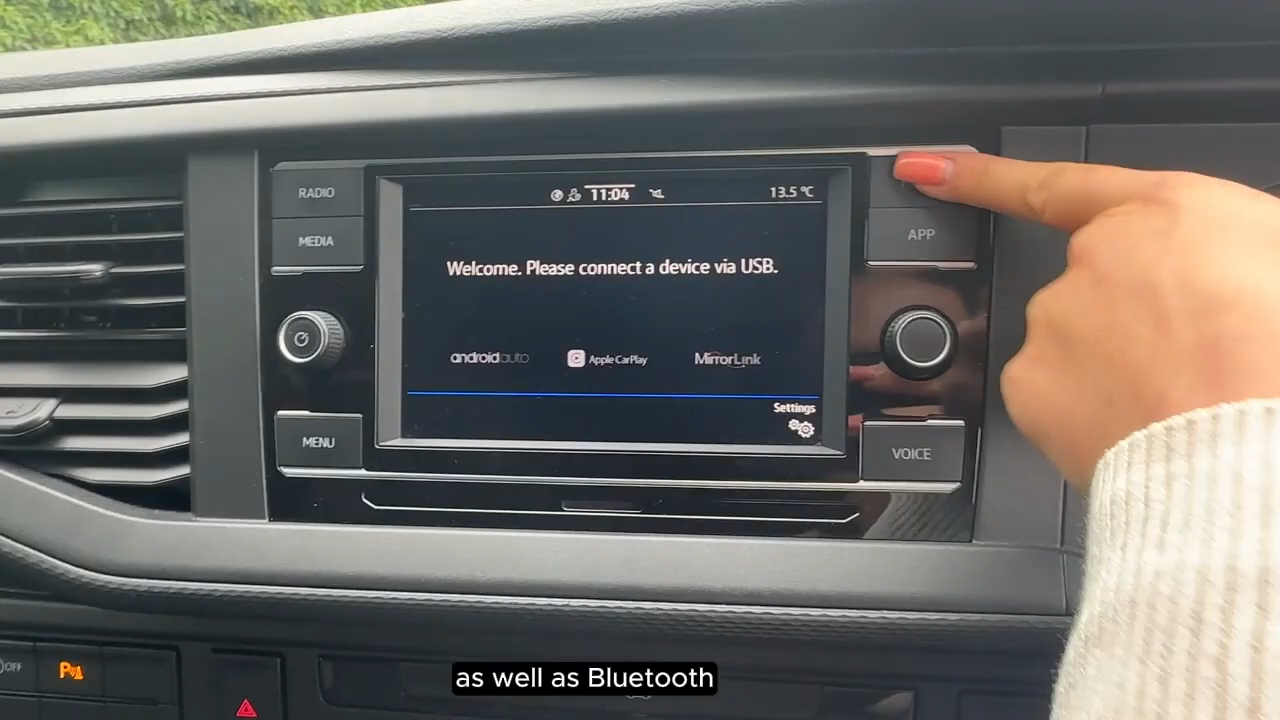 RADIO
MEDIA
MENU
11:04
13.5 °C
Welcome. Please connect a device via USB.
androidauto
Apple CarPlay
MirrorLink
Settings
APP
VOICE
OFF
P
as well as Bluetooth